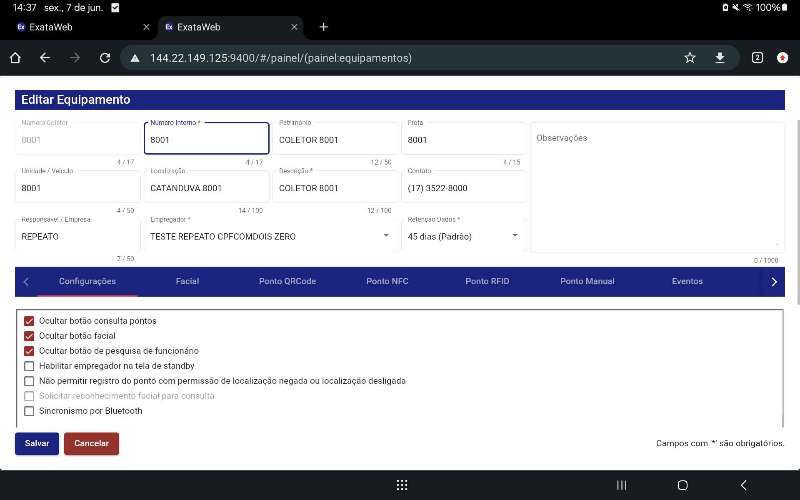 14:37 sex., 7 de jun. 100%
ExataWeb ExataWeb
144.22.149.125:9400/#/painel/(painel:equipamentos) 2
Editar Equipamento
Número Coletor Número Interno * Patrimônio Frota
8001 8001 COLETOR 8001 8001 Observações
4 / 17 4 / 17 12 / 50 4 / 15
Unidade / Veículo Localização Descrição * Contato
8001 CATANDUVA 8001 COLETOR 8001 (17) 3522-8000
4 / 50 14 / 100 12 / 100
Responsável / Empresa Empregador * Retenção Dados *
REPEATO TESTE REPEATO CPFCOMDOIS ZERO 45 dias (Padrão)
7 / 50 0 / 1000
Configurações Facial Ponto QRCode Ponto NFC Ponto RFID Ponto Manual Eventos
Ocultar botão consulta pontos
Ocultar botão facial
Ocultar botão de pesquisa de funcionário
Habilitar empregador na tela de standby
Não permitir registro do ponto com permissão de localização negada ou localização desligada
Solicitar reconhecimento facial para consulta
Sincronismo por Bluetooth
Salvar Cancelar Campos com '*' são obrigatórios.